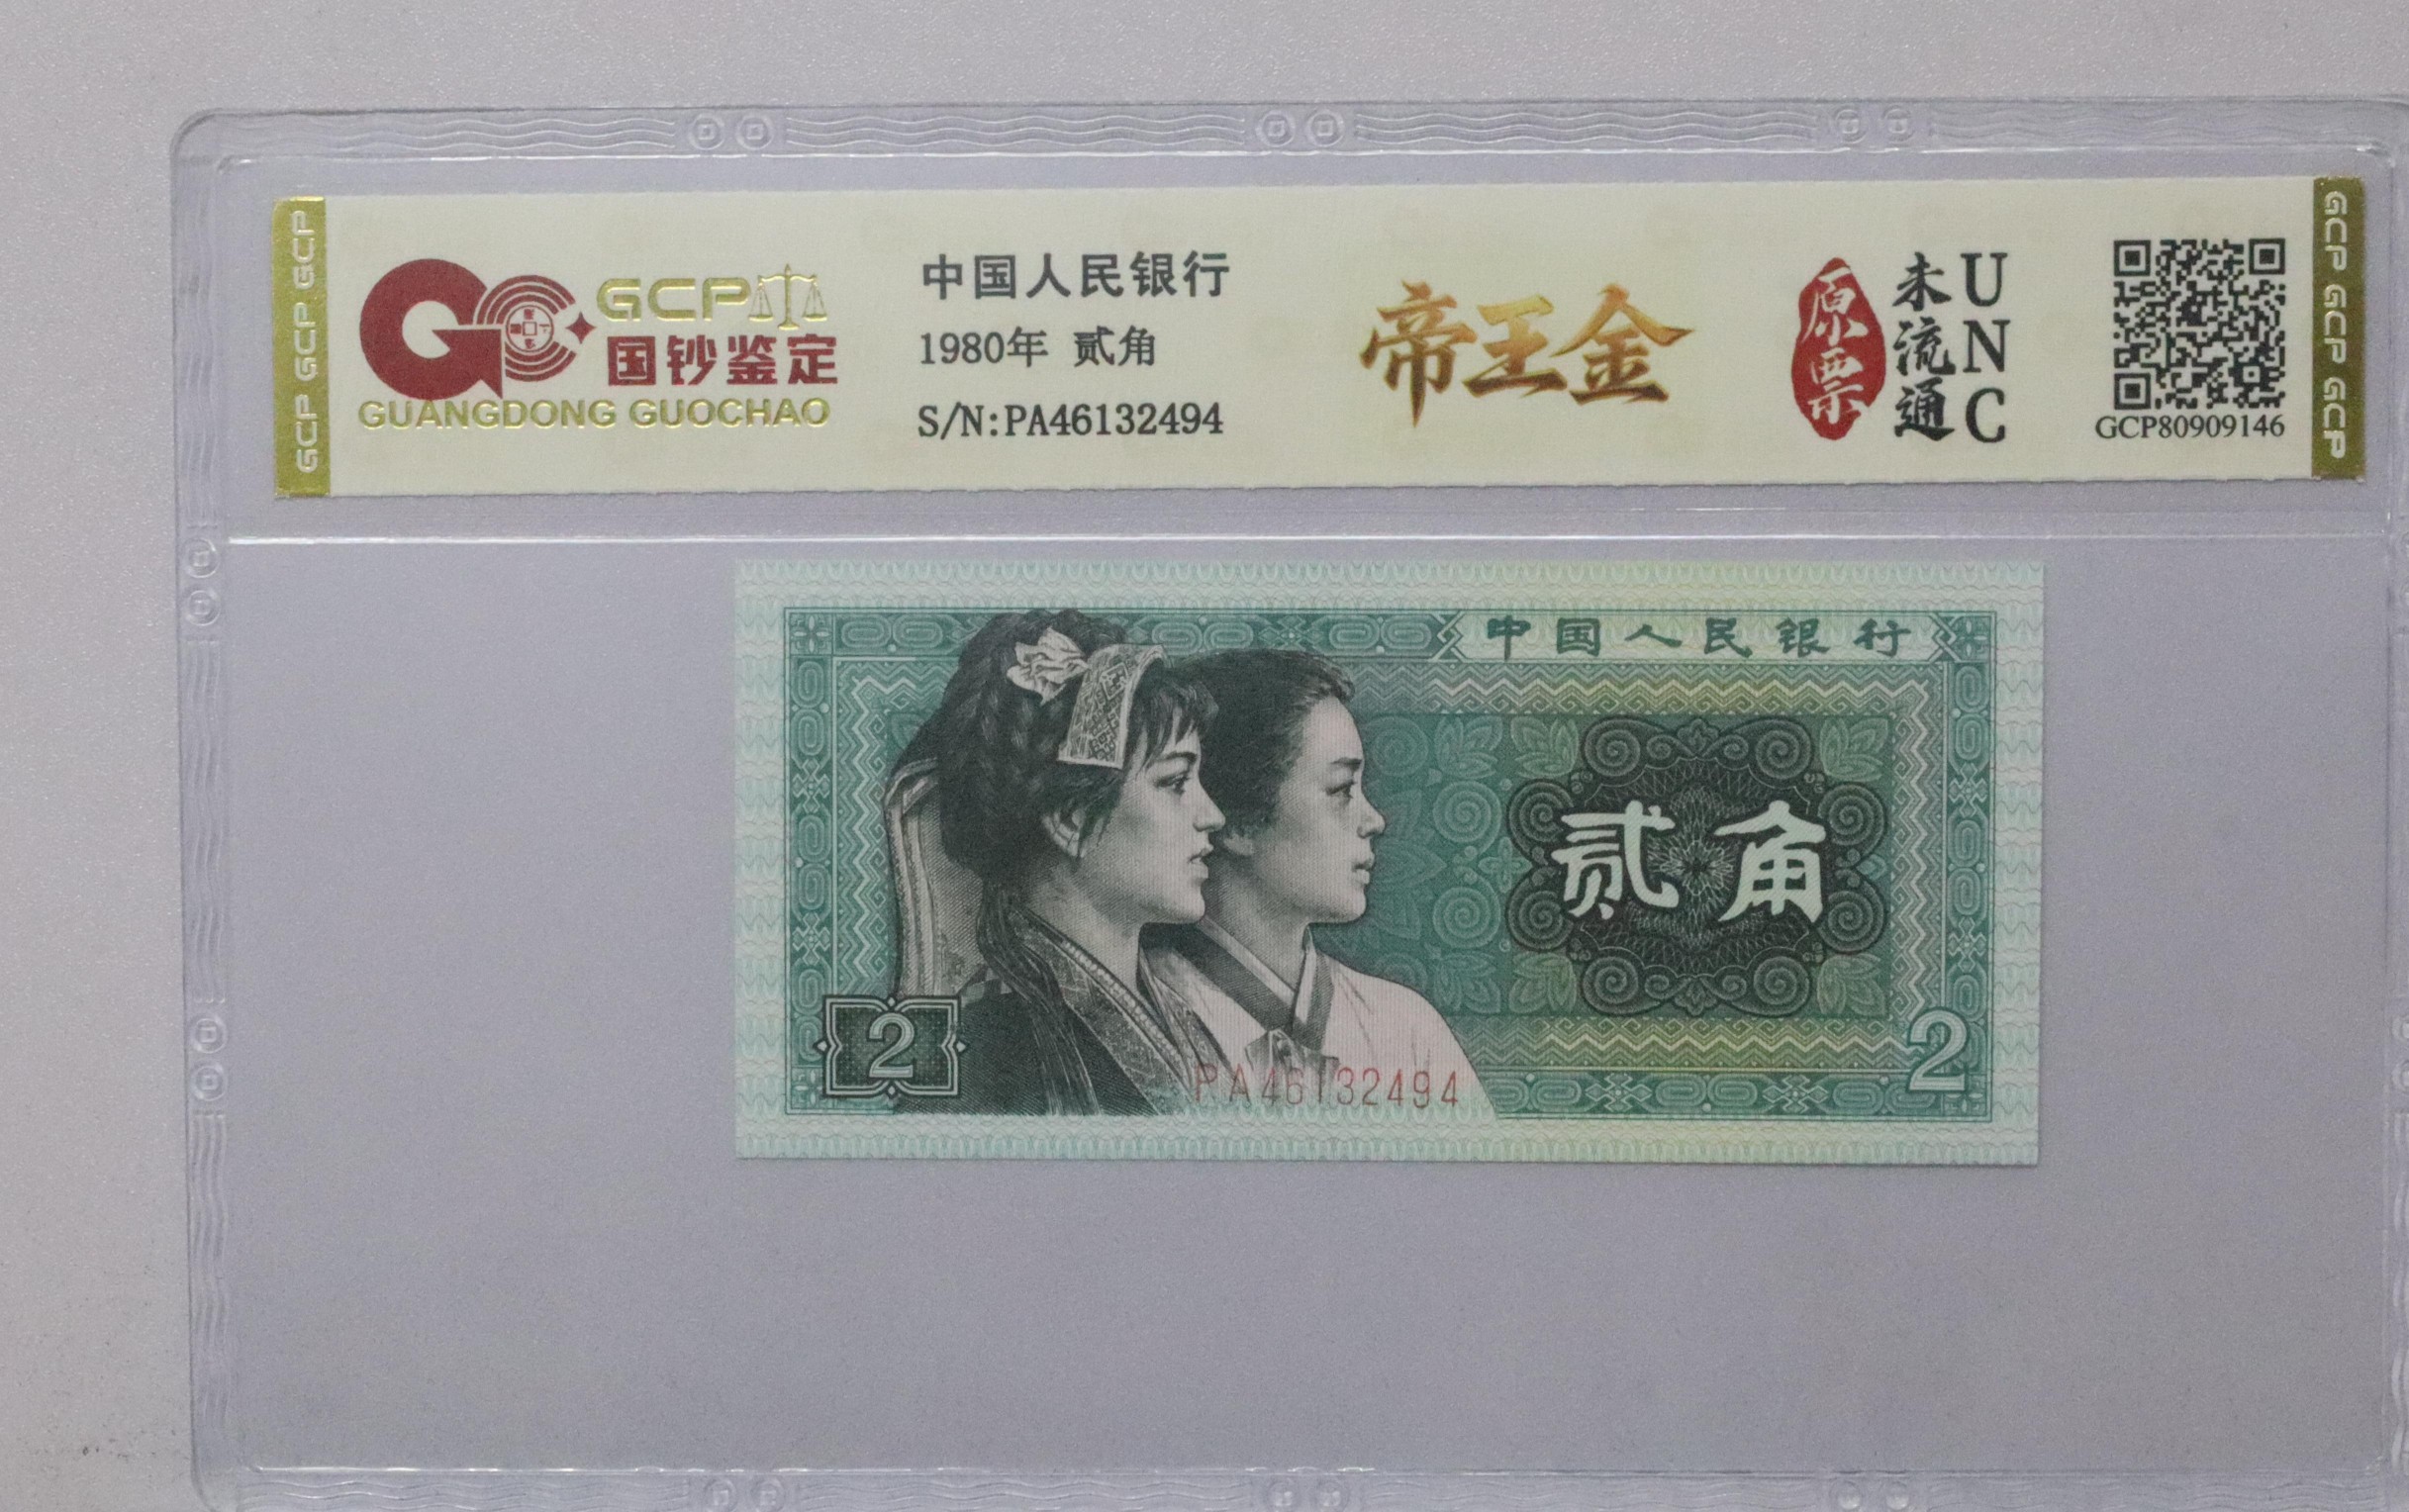 GCP GCP GCP
GCP
国钞鉴定
GUANGDONG GUOCHAO
中国人民银行
1980年 贰角
S/N:PA46132494
帝王金
原票
未流通
UNC
GCP80909146
GCP GCP GCP
中国人民银行
贰角
2
2
PA46132494